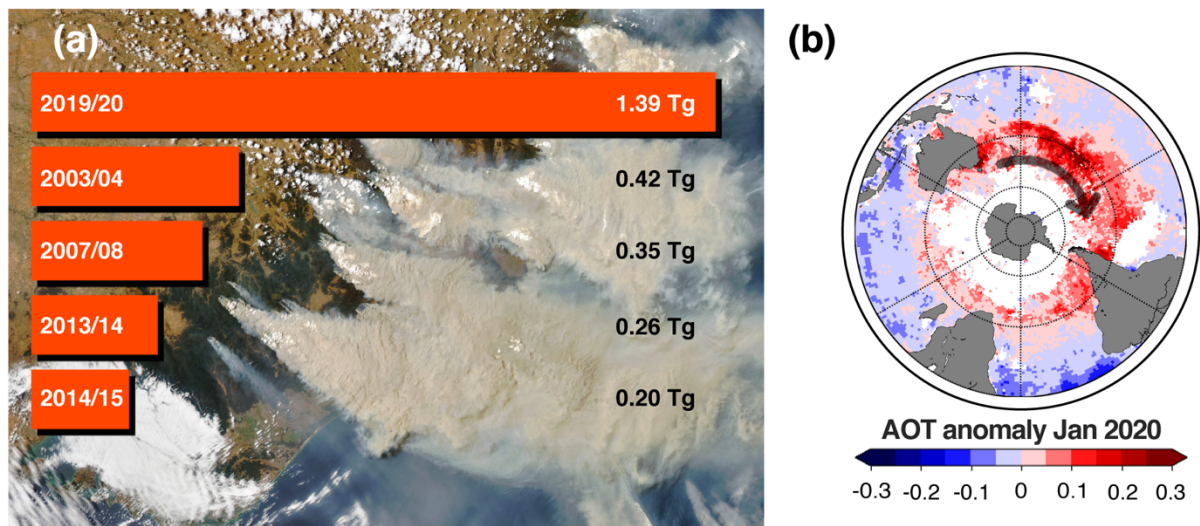 (a)
2019/20 1.39 Tg
2003/04 0.42 Tg
2007/08 0.35 Tg
2013/14 0.26 Tg
2014/15 0.20 Tg
(b)
AOT anomaly Jan 2020
-0.3 -0.2 -0.1 0 0.1 0.2 0.3